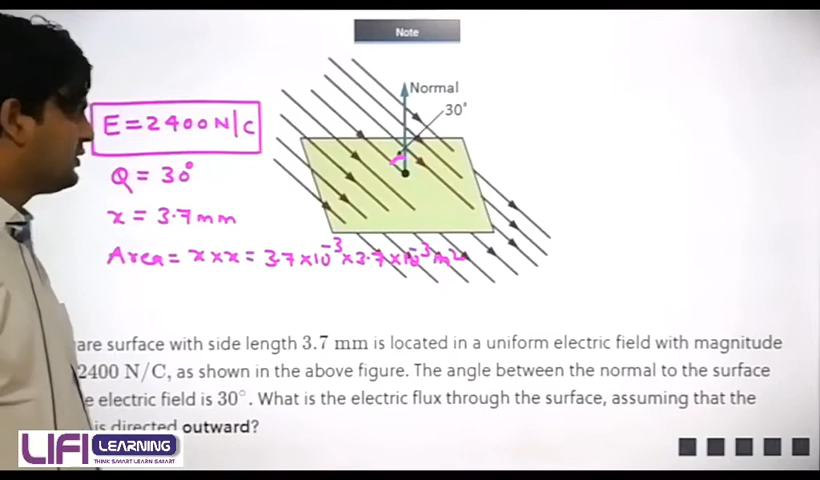 Note
Normal
30°
E = 2400 N/C
Q = 30°
x = 3.7 mm
Area = x × x = 3.7×10⁻³×3.7×10⁻³ m²
are surface with side length 3.7 mm is located in a uniform electric field with magnitude
2400 N/C, as shown in the above figure. The angle between the normal to the surface
e electric field is 30°. What is the electric flux through the surface, assuming that the
is directed outward?
LIFI LEARNING
THINK SMART LEARN SMART